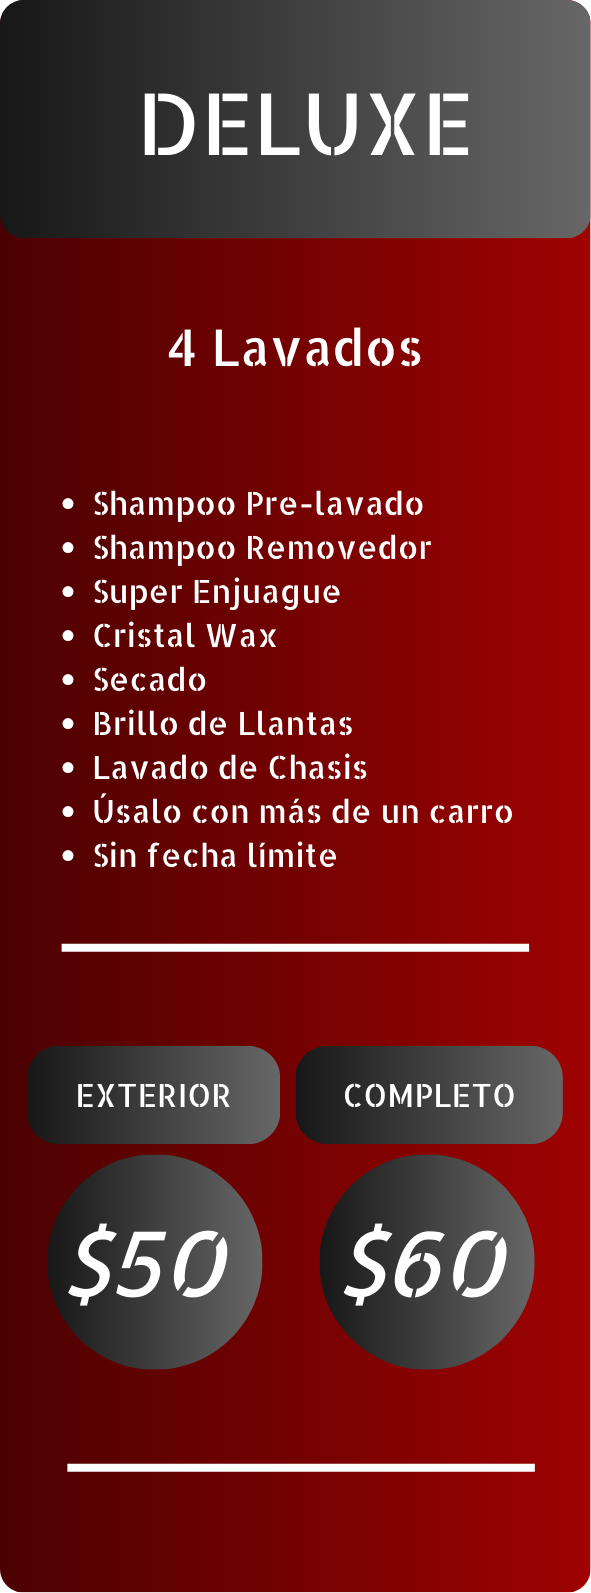 DELUXE
4 Lavados
• Shampoo Pre-lavado
• Shampoo Removedor
• Super Enjuague
• Cristal Wax
• Secado
• Brillo de Llantas
• Lavado de Chasis
• Úsalo con más de un carro
• Sin fecha límite
EXTERIOR COMPLETO
$50 $60